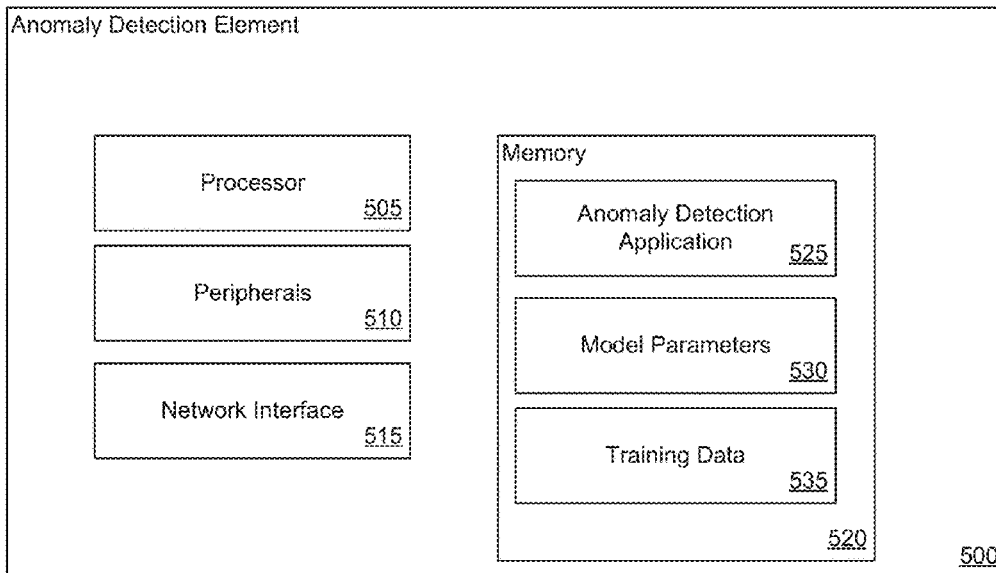 Anomaly Detection Element
Processor
505
Peripherals
510
Network Interface
515
Memory
Anomaly Detection
Application
525
Model Parameters
530
Training Data
535
520
500